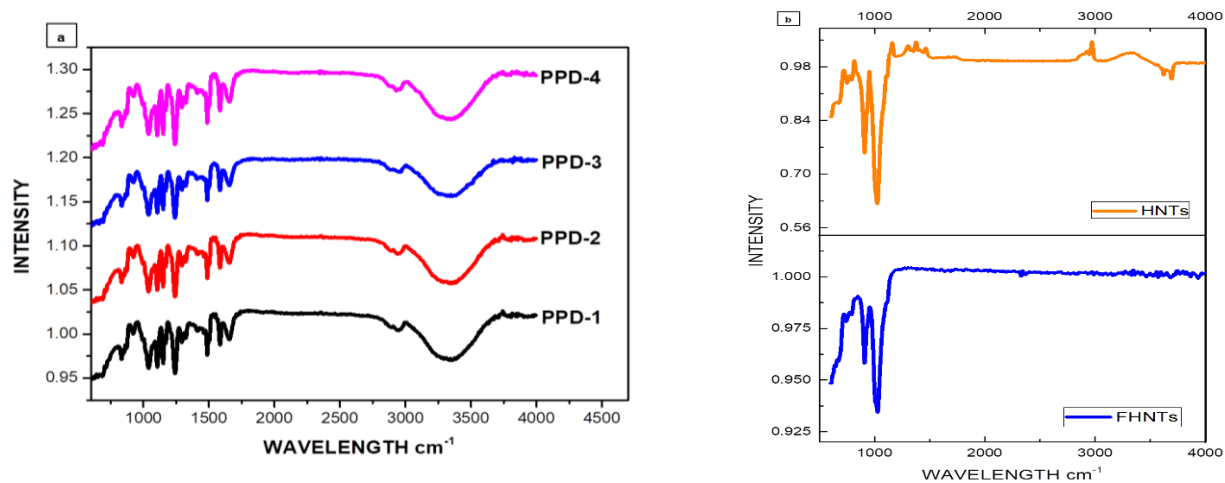 a
1.30
1.25
1.20
1.15
1.10
1.05
1.00
0.95
INTENSITY
PPD-4
PPD-3
PPD-2
PPD-1
1000 1500 2000 2500 3000 3500 4000 4500
WAVELENGTH cm⁻¹
b
1000 2000 3000 4000
0.98
0.84
0.70
0.56
HNTs
INTENSITY
1.000
0.975
0.950
0.925
FHNTs
1000 2000 3000 4000
WAVELENGTH cm⁻¹